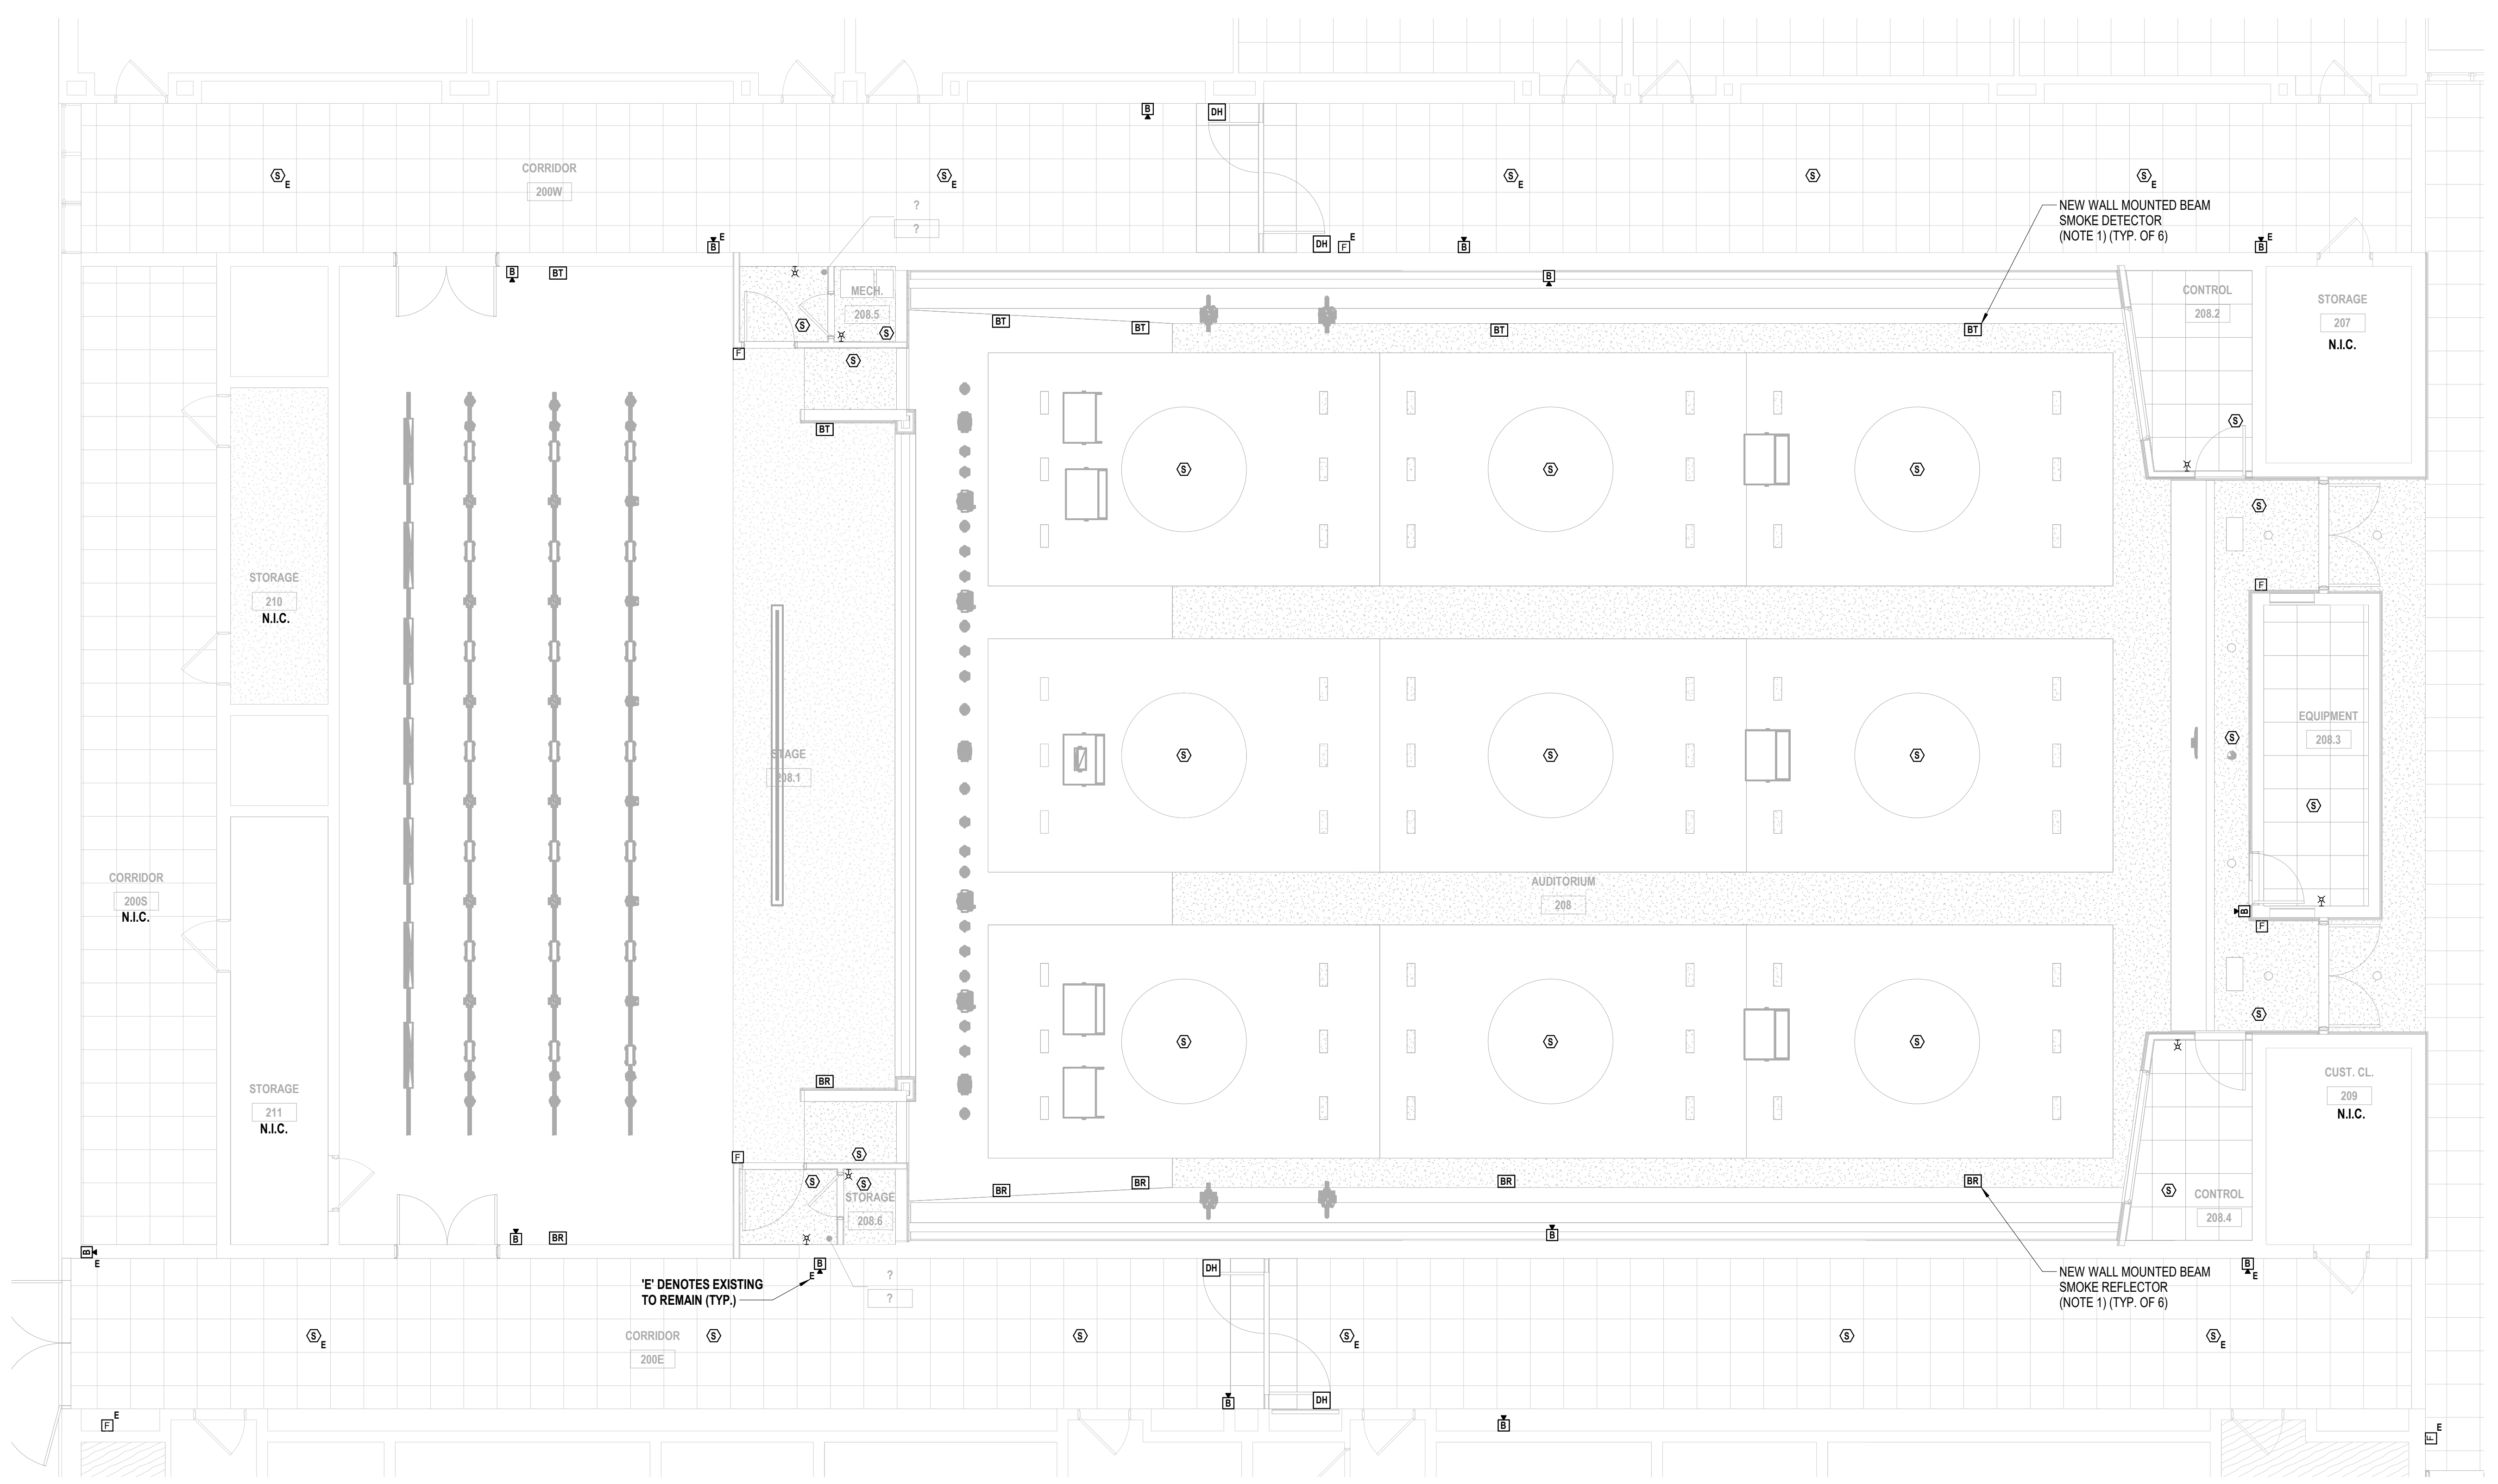 B
DH
CORRIDOR
200W
S
E
S
E
S
E
S
S
E
?
?
B
E
DH
F
E
B
B
E
NEW WALL MOUNTED BEAM
SMOKE DETECTOR
(NOTE 1) (TYP. OF 6)
B
BT
B
MECH.
208.5
S
S
BT
BT
BT
BT
CONTROL
208.2
STORAGE
207
N.I.C.
F
S
BT
S
S
S
S
S
S
STORAGE
210
N.I.C.
F
STAGE
208.1
S
S
S
S
EQUIPMENT
208.3
S
CORRIDOR
200S
N.I.C.
AUDITORIUM
208
B
F
S
S
S
S
STORAGE
211
N.I.C.
BR
CUST. CL.
209
N.I.C.
F
S
S
S
STORAGE
208.6
BR
BR
BR
BR
S
CONTROL
208.4
B
BR
B
B
E
B
E
DH
B
E
'E' DENOTES EXISTING
TO REMAIN (TYP.)
?
?
NEW WALL MOUNTED BEAM
SMOKE REFLECTOR
(NOTE 1) (TYP. OF 6)
S
E
CORRIDOR
200E
S
S
S
E
S
S
E
B
DH
F
E
B
F
E